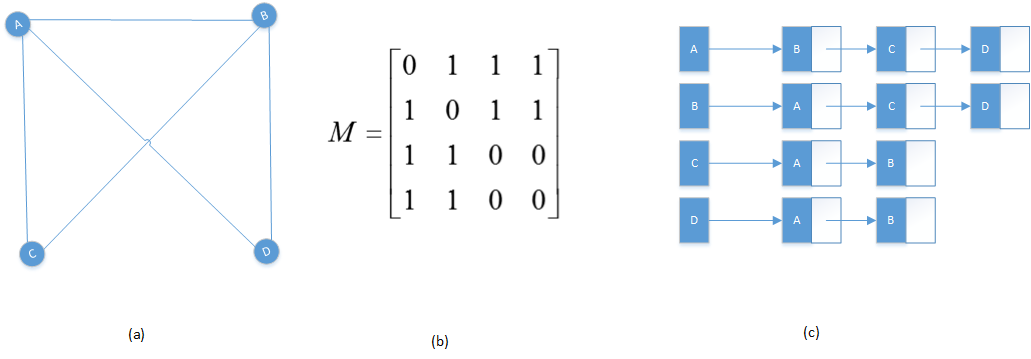 A B
C D
(a)
M = [0 1 1 1
1 0 1 1
1 1 0 0
1 1 0 0]
(b)
A B C D
B A C D
C A B
D A B
(c)